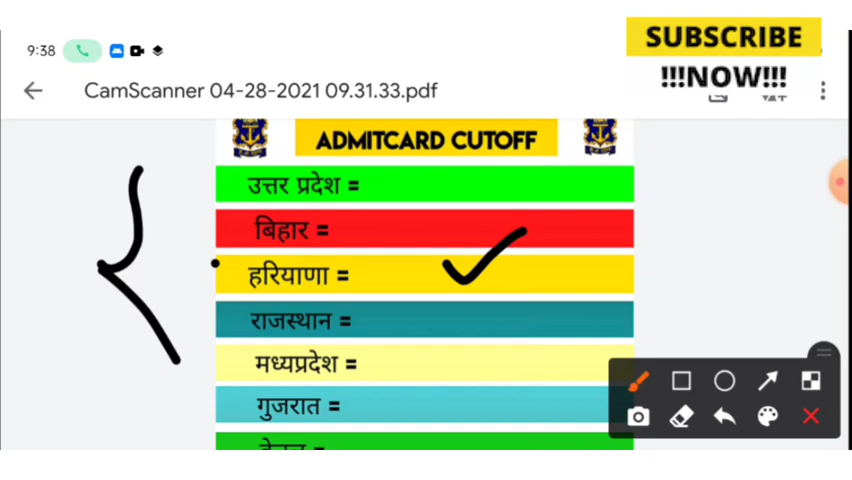 SUBSCRIBE
!!!NOW!!!
9:38
CamScanner 04-28-2021 09.31.33.pdf
ADMITCARD CUTOFF
उत्तर प्रदेश =
बिहार =
हरियाणा =
राजस्थान =
मध्यप्रदेश =
गुजरात =